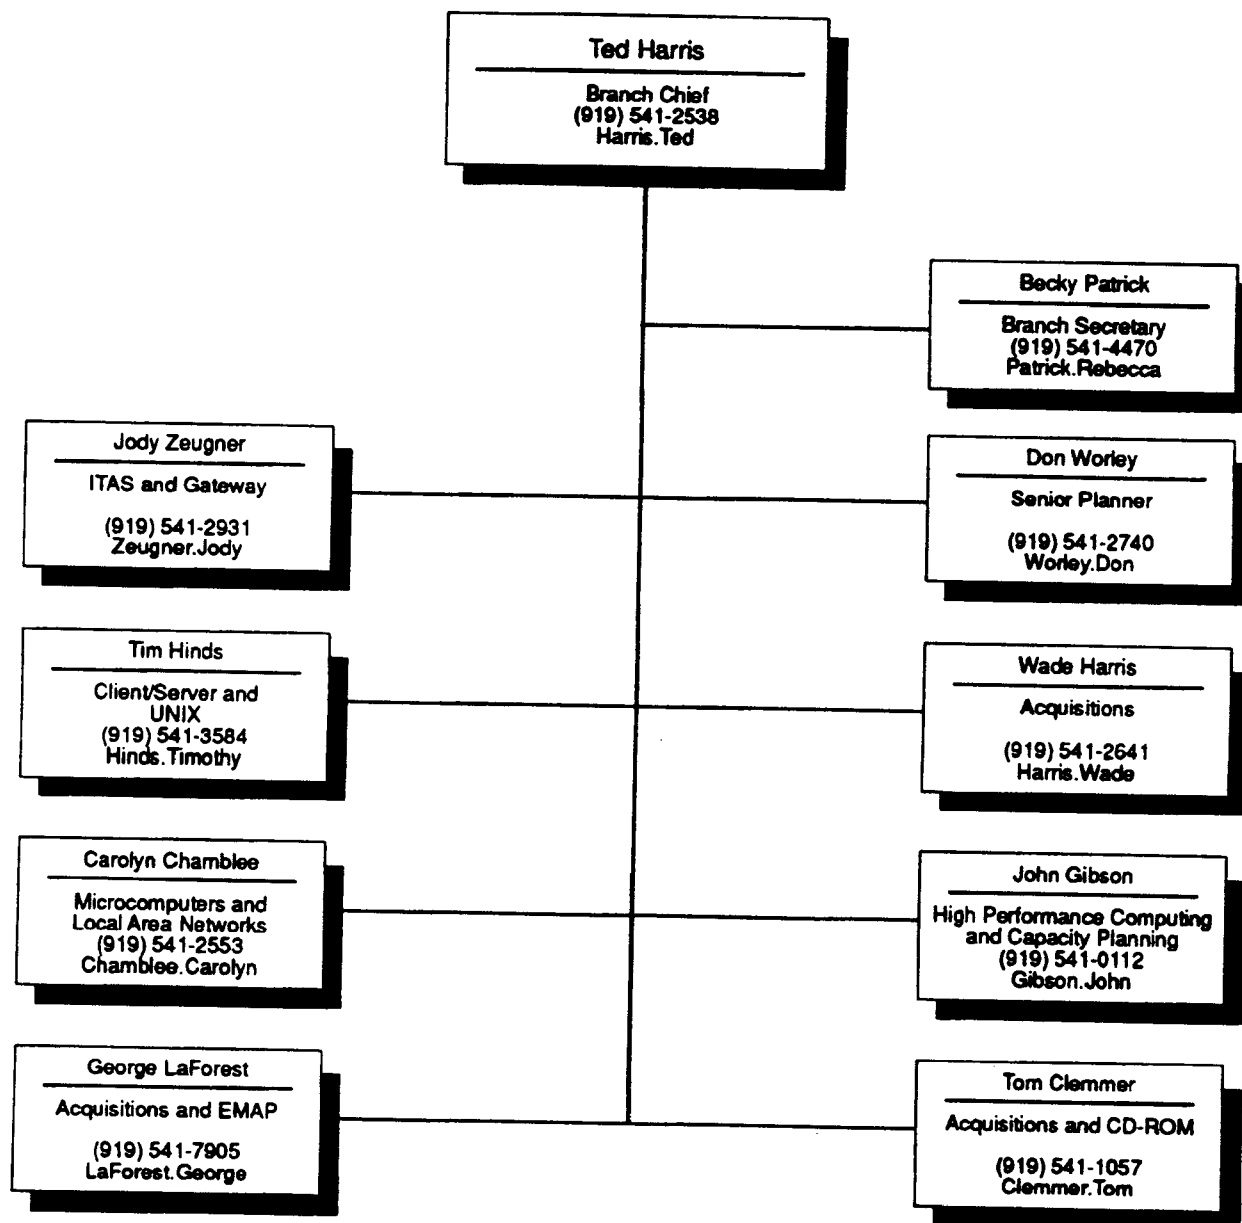 Ted Harris
Branch Chief
(919) 541-2538
Harris.Ted
Becky Patrick
Branch Secretary
(919) 541-4470
Patrick.Rebecca
Jody Zeugner
ITAS and Gateway
(919) 541-2931
Zeugner.Jody
Don Worley
Senior Planner
(919) 541-2740
Worley.Don
Tim Hinds
Client/Server and
UNIX
(919) 541-3584
Hinds.Timothy
Wade Harris
Acquisitions
(919) 541-2641
Harris.Wade
Carolyn Chamblee
Microcomputers and
Local Area Networks
(919) 541-2553
Chamblee.Carolyn
John Gibson
High Performance Computing
and Capacity Planning
(919) 541-0112
Gibson.John
George LaForest
Acquisitions and EMAP
(919) 541-7905
LaForest.George
Tom Clemmer
Acquisitions and CD-ROM
(919) 541-1057
Clemmer.Tom